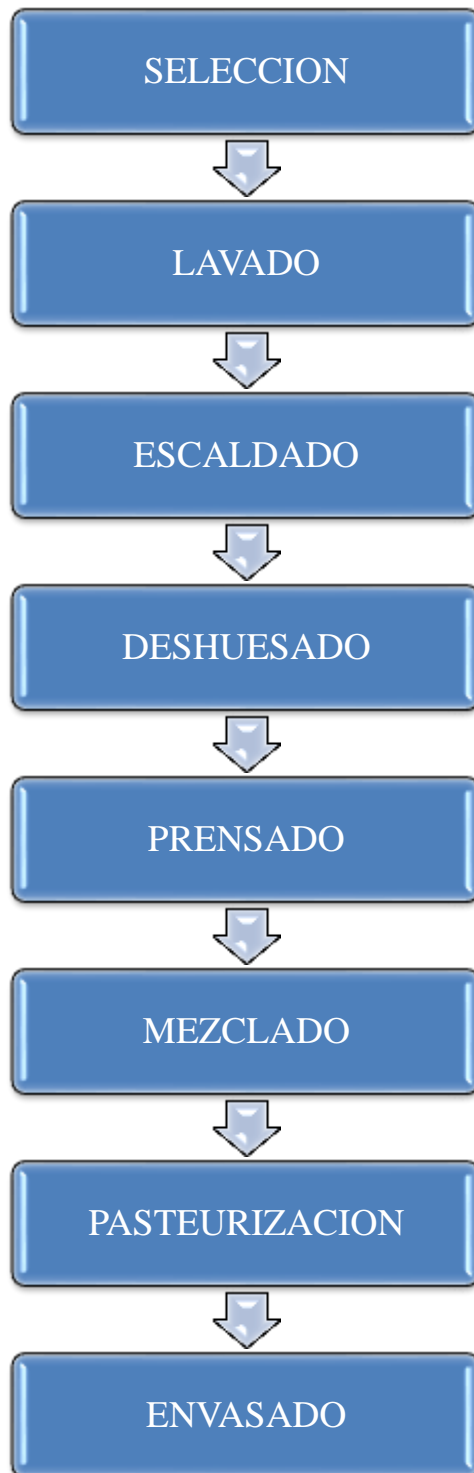 SELECCION
LAVADO
ESCALDADO
DESHUESADO
PRENSADO
MEZCLADO
PASTEURIZACION
ENVASADO